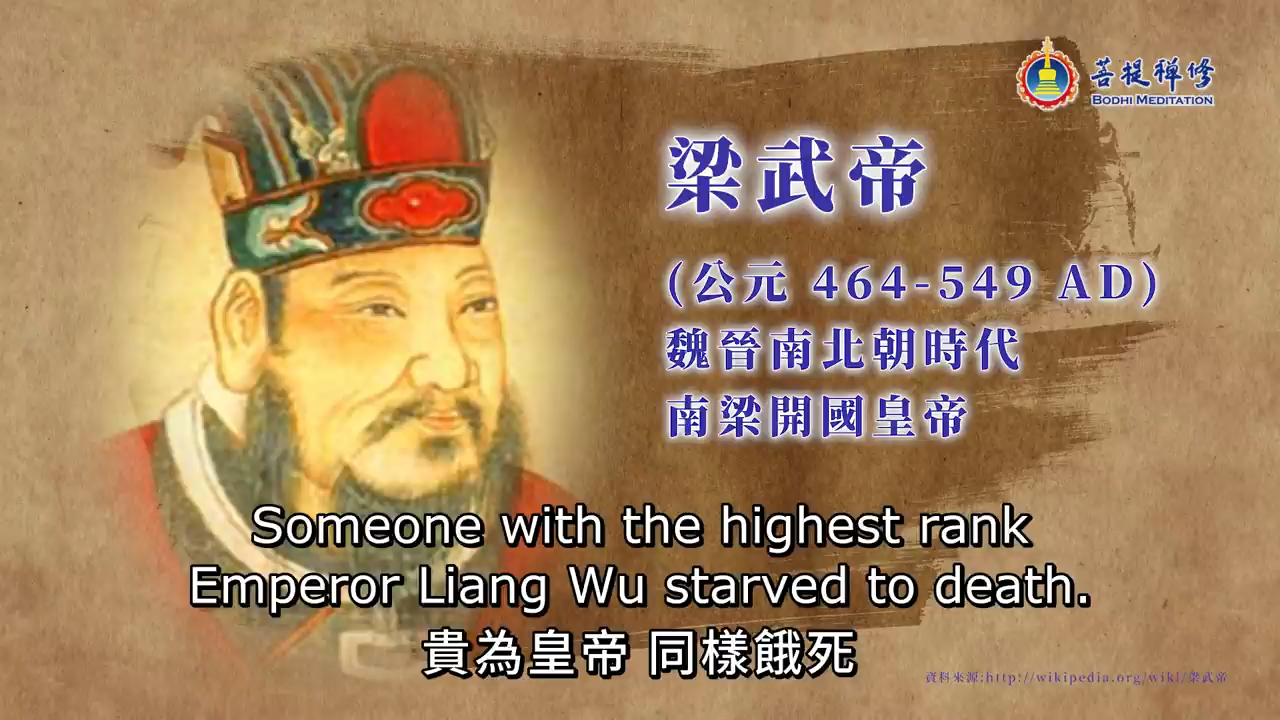 菩提禪修
BODHI MEDITATION
梁武帝
(公元 464-549 AD)
魏晉南北朝時代
南梁開國皇帝
Someone with the highest rank
Emperor Liang Wu starved to death.
貴為皇帝 同樣餓死
資料來源:http://wikipedia.org/wiki/梁武帝